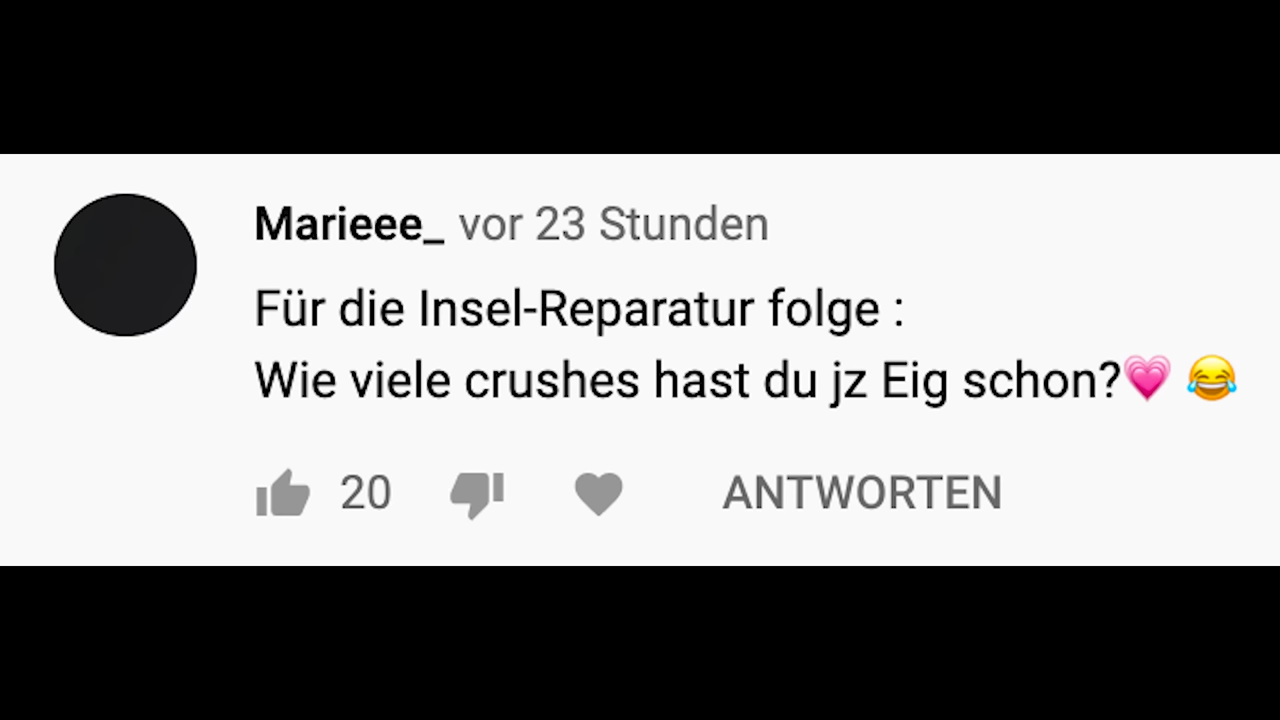 Marieee_ vor 23 Stunden
Für die Insel-Reparatur folge :
Wie viele crushes hast du jz Eig schon?💗 😂
20 ANTWORTEN